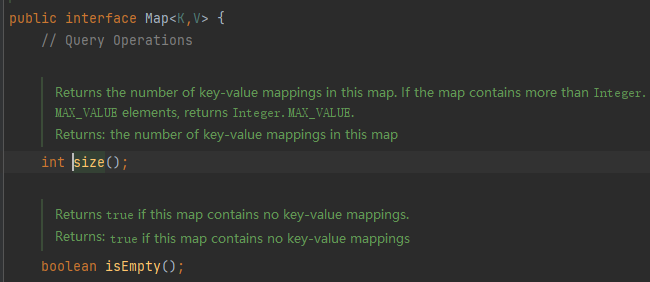 public interface Map<K,V> {
// Query Operations
Returns the number of key-value mappings in this map. If the map contains more than Integer.
MAX_VALUE elements, returns Integer.MAX_VALUE.
Returns: the number of key-value mappings in this map
int size();
Returns true if this map contains no key-value mappings.
Returns: true if this map contains no key-value mappings
boolean isEmpty();